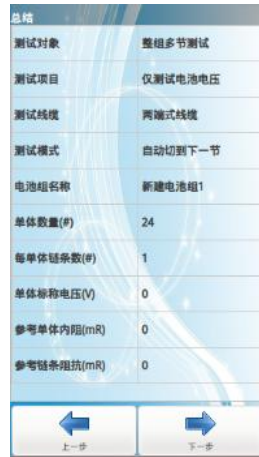 总结
测试对象 整组多节测试
测试项目 仅测试电池电压
测试线缆 两端式线缆
测试模式 自动切到下一节
电池组名称 新建电池组1
单体数量(#) 24
每单体链条数(#) 1
单体标称电压(V) 0
参考单体内阻(mR) 0
参考链条阻抗(mR) 0
上一步 下一步